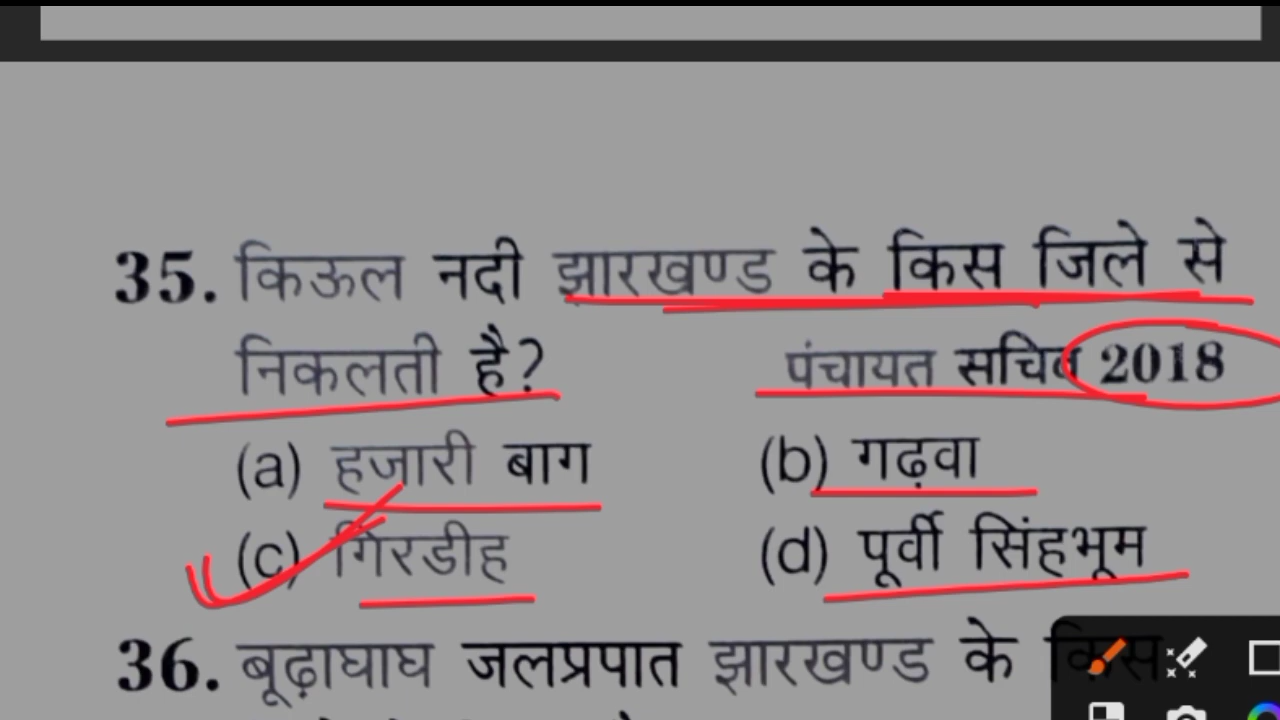 35. किऊल नदी झारखण्ड के किस जिले से
निकलती है? पंचायत सचिव 2018
(a) हजारी बाग (b) गढ़वा
(c) गिरडीह (d) पूर्वी सिंहभूम
36. बूढ़ाघाघ जलप्रपात झारखण्ड के किस